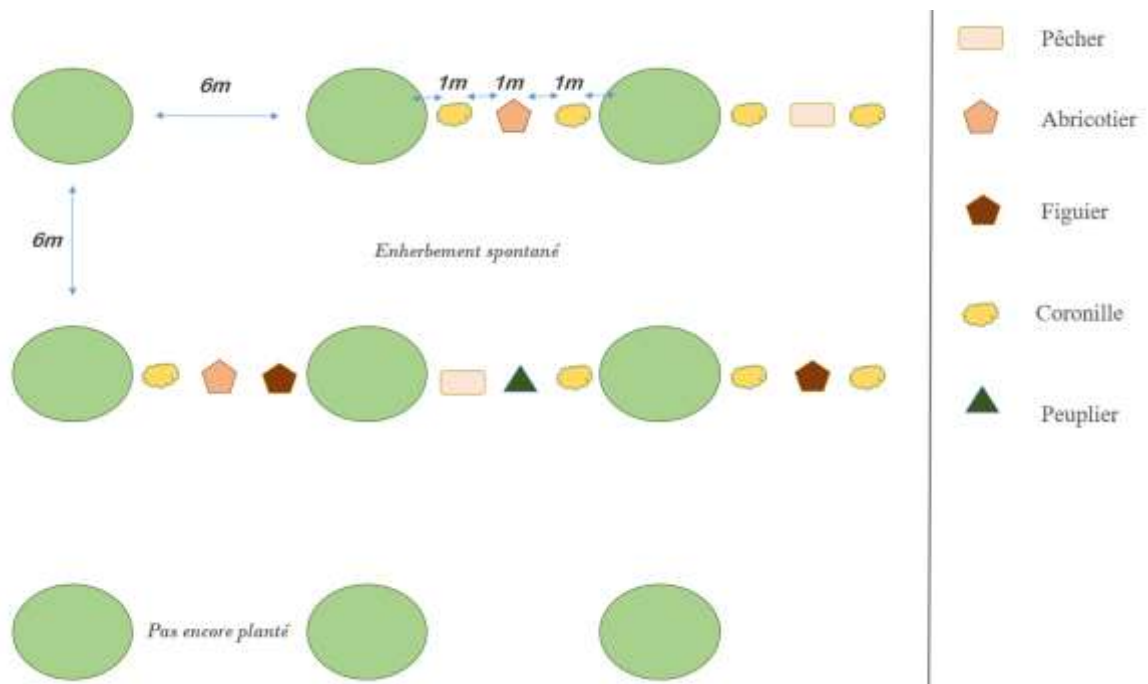 6m
1m
1m
1m
6m
Enherbement spontané
Pas encore planté
Pêcher
Abricotier
Figuier
Coronille
Peuplier